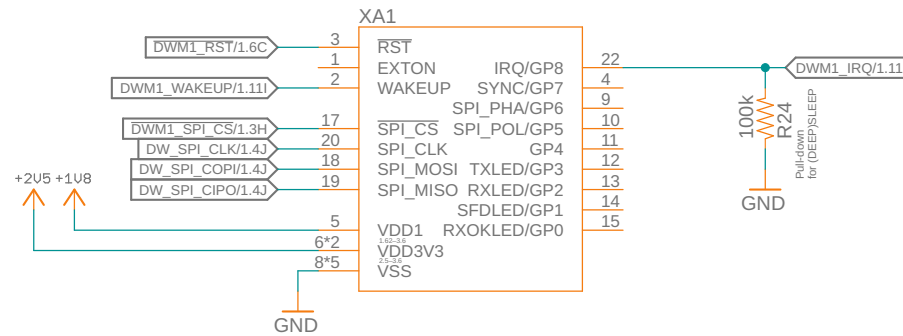 XA1
DWM1_RST/1.6C
3
RST
1
EXTON
DWM1_WAKEUP/1.11I
2
WAKEUP
DWM1_SPI_CS/1.3H
17
SPI_CS
DW_SPI_CLK/1.4J
20
SPI_CLK
DW_SPI_COPI/1.4J
18
SPI_MOSI
DW_SPI_CIPO/1.4J
19
SPI_MISO
+2V5
+1V8
5
VDD1
1.62–3.6
6*2
VDD3V3
2.5–3.6
8*5
VSS
GND
IRQ/GP8
22
SYNC/GP7
4
SPI_PHA/GP6
9
SPI_POL/GP5
10
GP4
11
TXLED/GP3
12
RXLED/GP2
13
SFDLED/GP1
14
RXOKLED/GP0
15
DWM1_IRQ/1.11
100k
R24
Pull-down
for (DEEP)SLEEP
GND